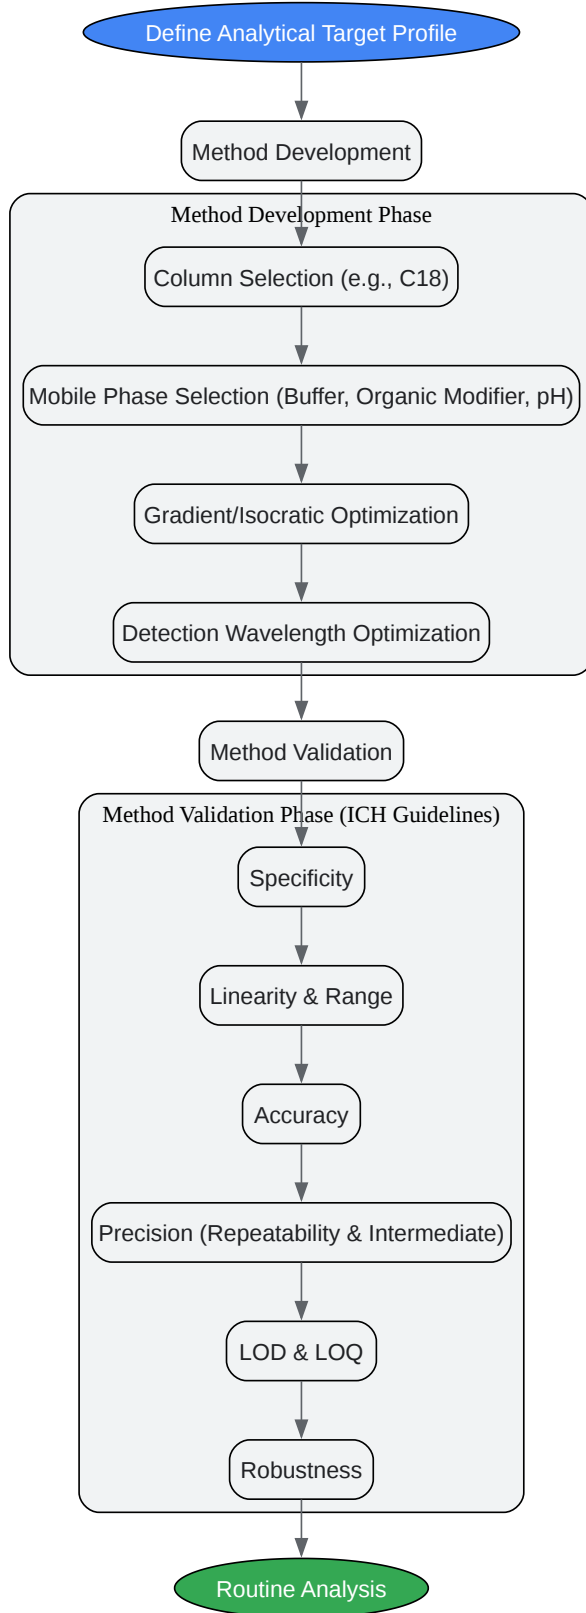 Define Analytical Target Profile
Method Development
Method Development Phase
Column Selection (e.g., C18)
Mobile Phase Selection (Buffer, Organic Modifier, pH)
Gradient/Isocratic Optimization
Detection Wavelength Optimization
Method Validation
Method Validation Phase (ICH Guidelines)
Specificity
Linearity & Range
Accuracy
Precision (Repeatability & Intermediate)
LOD & LOQ
Robustness
Routine Analysis